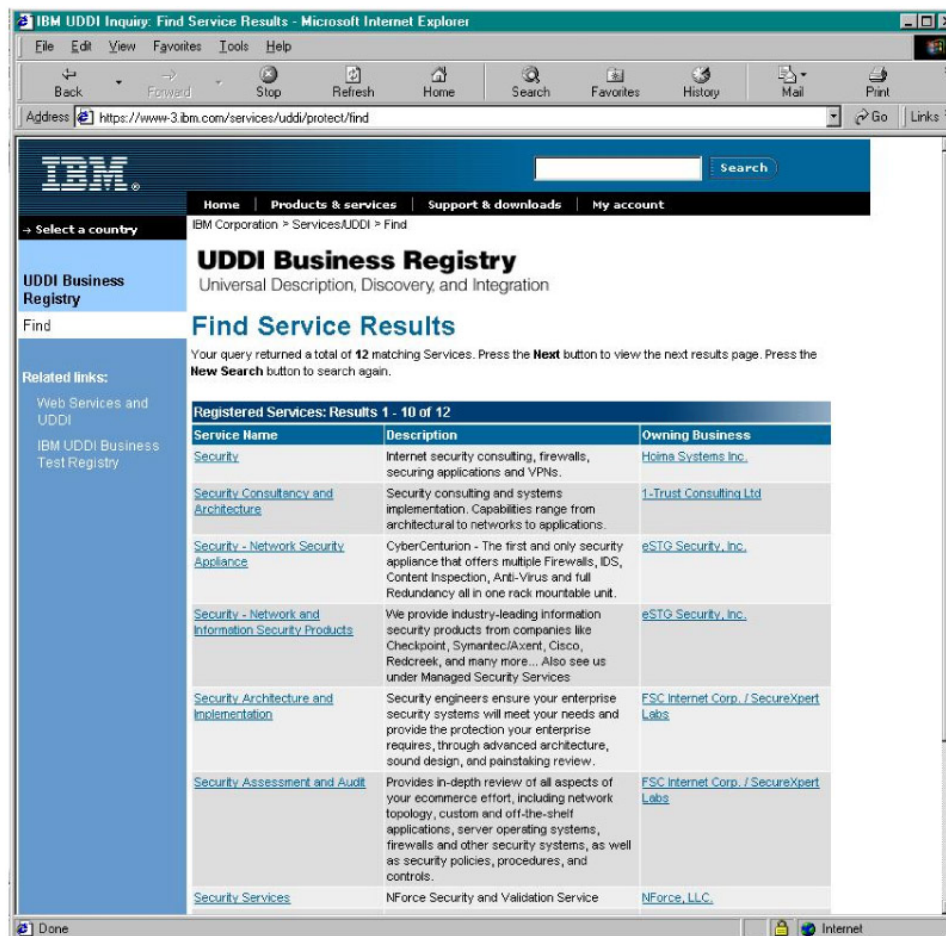 IBM UDDI Inquiry: Find Service Results - Microsoft Internet Explorer
File Edit View Favorites Tools Help
Back Forward Stop Refresh Home Search Favorites History Mail Print
Address https://www-3.ibm.com/services/uddi/protect/find Go Links
IBM®
Search
Home | Products & services | Support & downloads | My account
→ Select a country
IBM Corporation > Services/UDDI > Find
UDDI Business Registry
Universal Description, Discovery, and Integration
UDDI Business
Registry
Find
Related links:
Web Services and
UDDI
IBM UDDI Business
Test Registry
Find Service Results
Your query returned a total of 12 matching Services. Press the Next button to view the next results page. Press the
New Search button to search again.
Registered Services: Results 1 - 10 of 12
Service Name Description Owning Business
Security
Internet security consulting, firewalls,
securing applications and VPNs.
Hoima Systems Inc.
Security Consultancy and
Architecture
Security consulting and systems
implementation. Capabilities range from
architectural to networks to applications.
1-Trust Consulting Ltd
Security - Network Security
Appliance
CyberCenturion - The first and only security
appliance that offers multiple Firewalls, IDS,
Content Inspection, Anti-Virus and full
Redundancy all in one rack mountable unit.
eSTG Security, Inc.
Security - Network and
Information Security Products
We provide industry-leading information
security products from companies like
Checkpoint, Symantec/Axent, Cisco,
Redcreek, and many more... Also see us
under Managed Security Services
eSTG Security, Inc.
Security Architecture and
Implementation
Security engineers ensure your enterprise
security systems will meet your needs and
provide the protection your enterprise
requires, through advanced architecture,
sound design, and painstaking review.
FSC Internet Corp. / SecureXpert
Labs
Security Assessment and Audit
Provides in-depth review of all aspects of
your ecommerce effort, including network
topology, custom and off-the-shelf
applications, server operating systems,
firewalls and other security systems, as well
as security policies, procedures, and
controls.
FSC Internet Corp. / SecureXpert
Labs
Security Services
NForce Security and Validation Service
NForce, LLC.
Done
Internet